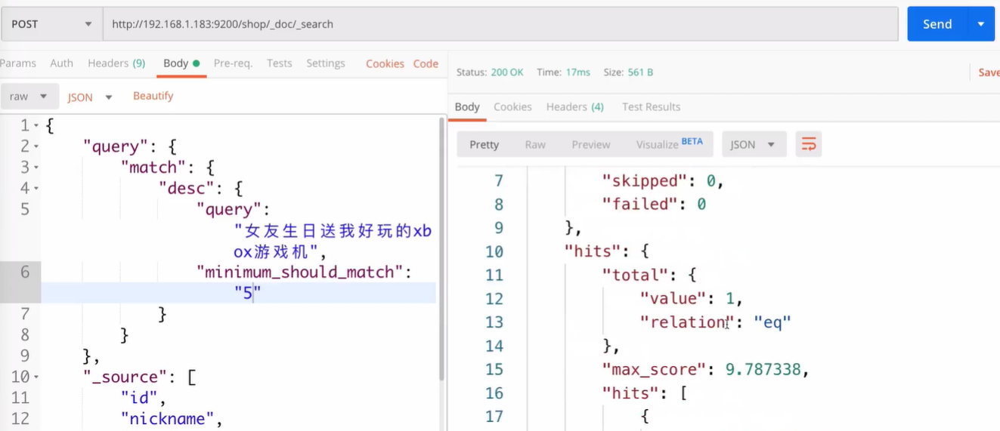 POST http://192.168.1.183:9200/shop/_doc/_search Send
Params Auth Headers (9) Body Pre-req. Tests Settings Cookies Code
raw JSON Beautify
1 {
2 "query": {
3 "match": {
4 "desc": {
5 "query":
"女友生日送我好玩的xb
ox游戏机",
6 "minimum_should_match":
"5"
7 }
8 }
9 },
10 "_source": [
11 "id",
12 "nickname",
Status: 200 OK Time: 17ms Size: 561 B Save
Body Cookies Headers (4) Test Results
Pretty Raw Preview Visualize BETA JSON
7 "skipped": 0,
8 "failed": 0
9 },
10 "hits": {
11 "total": {
12 "value": 1,
13 "relation": "eq"
14 },
15 "max_score": 9.787338,
16 "hits": [
17 {